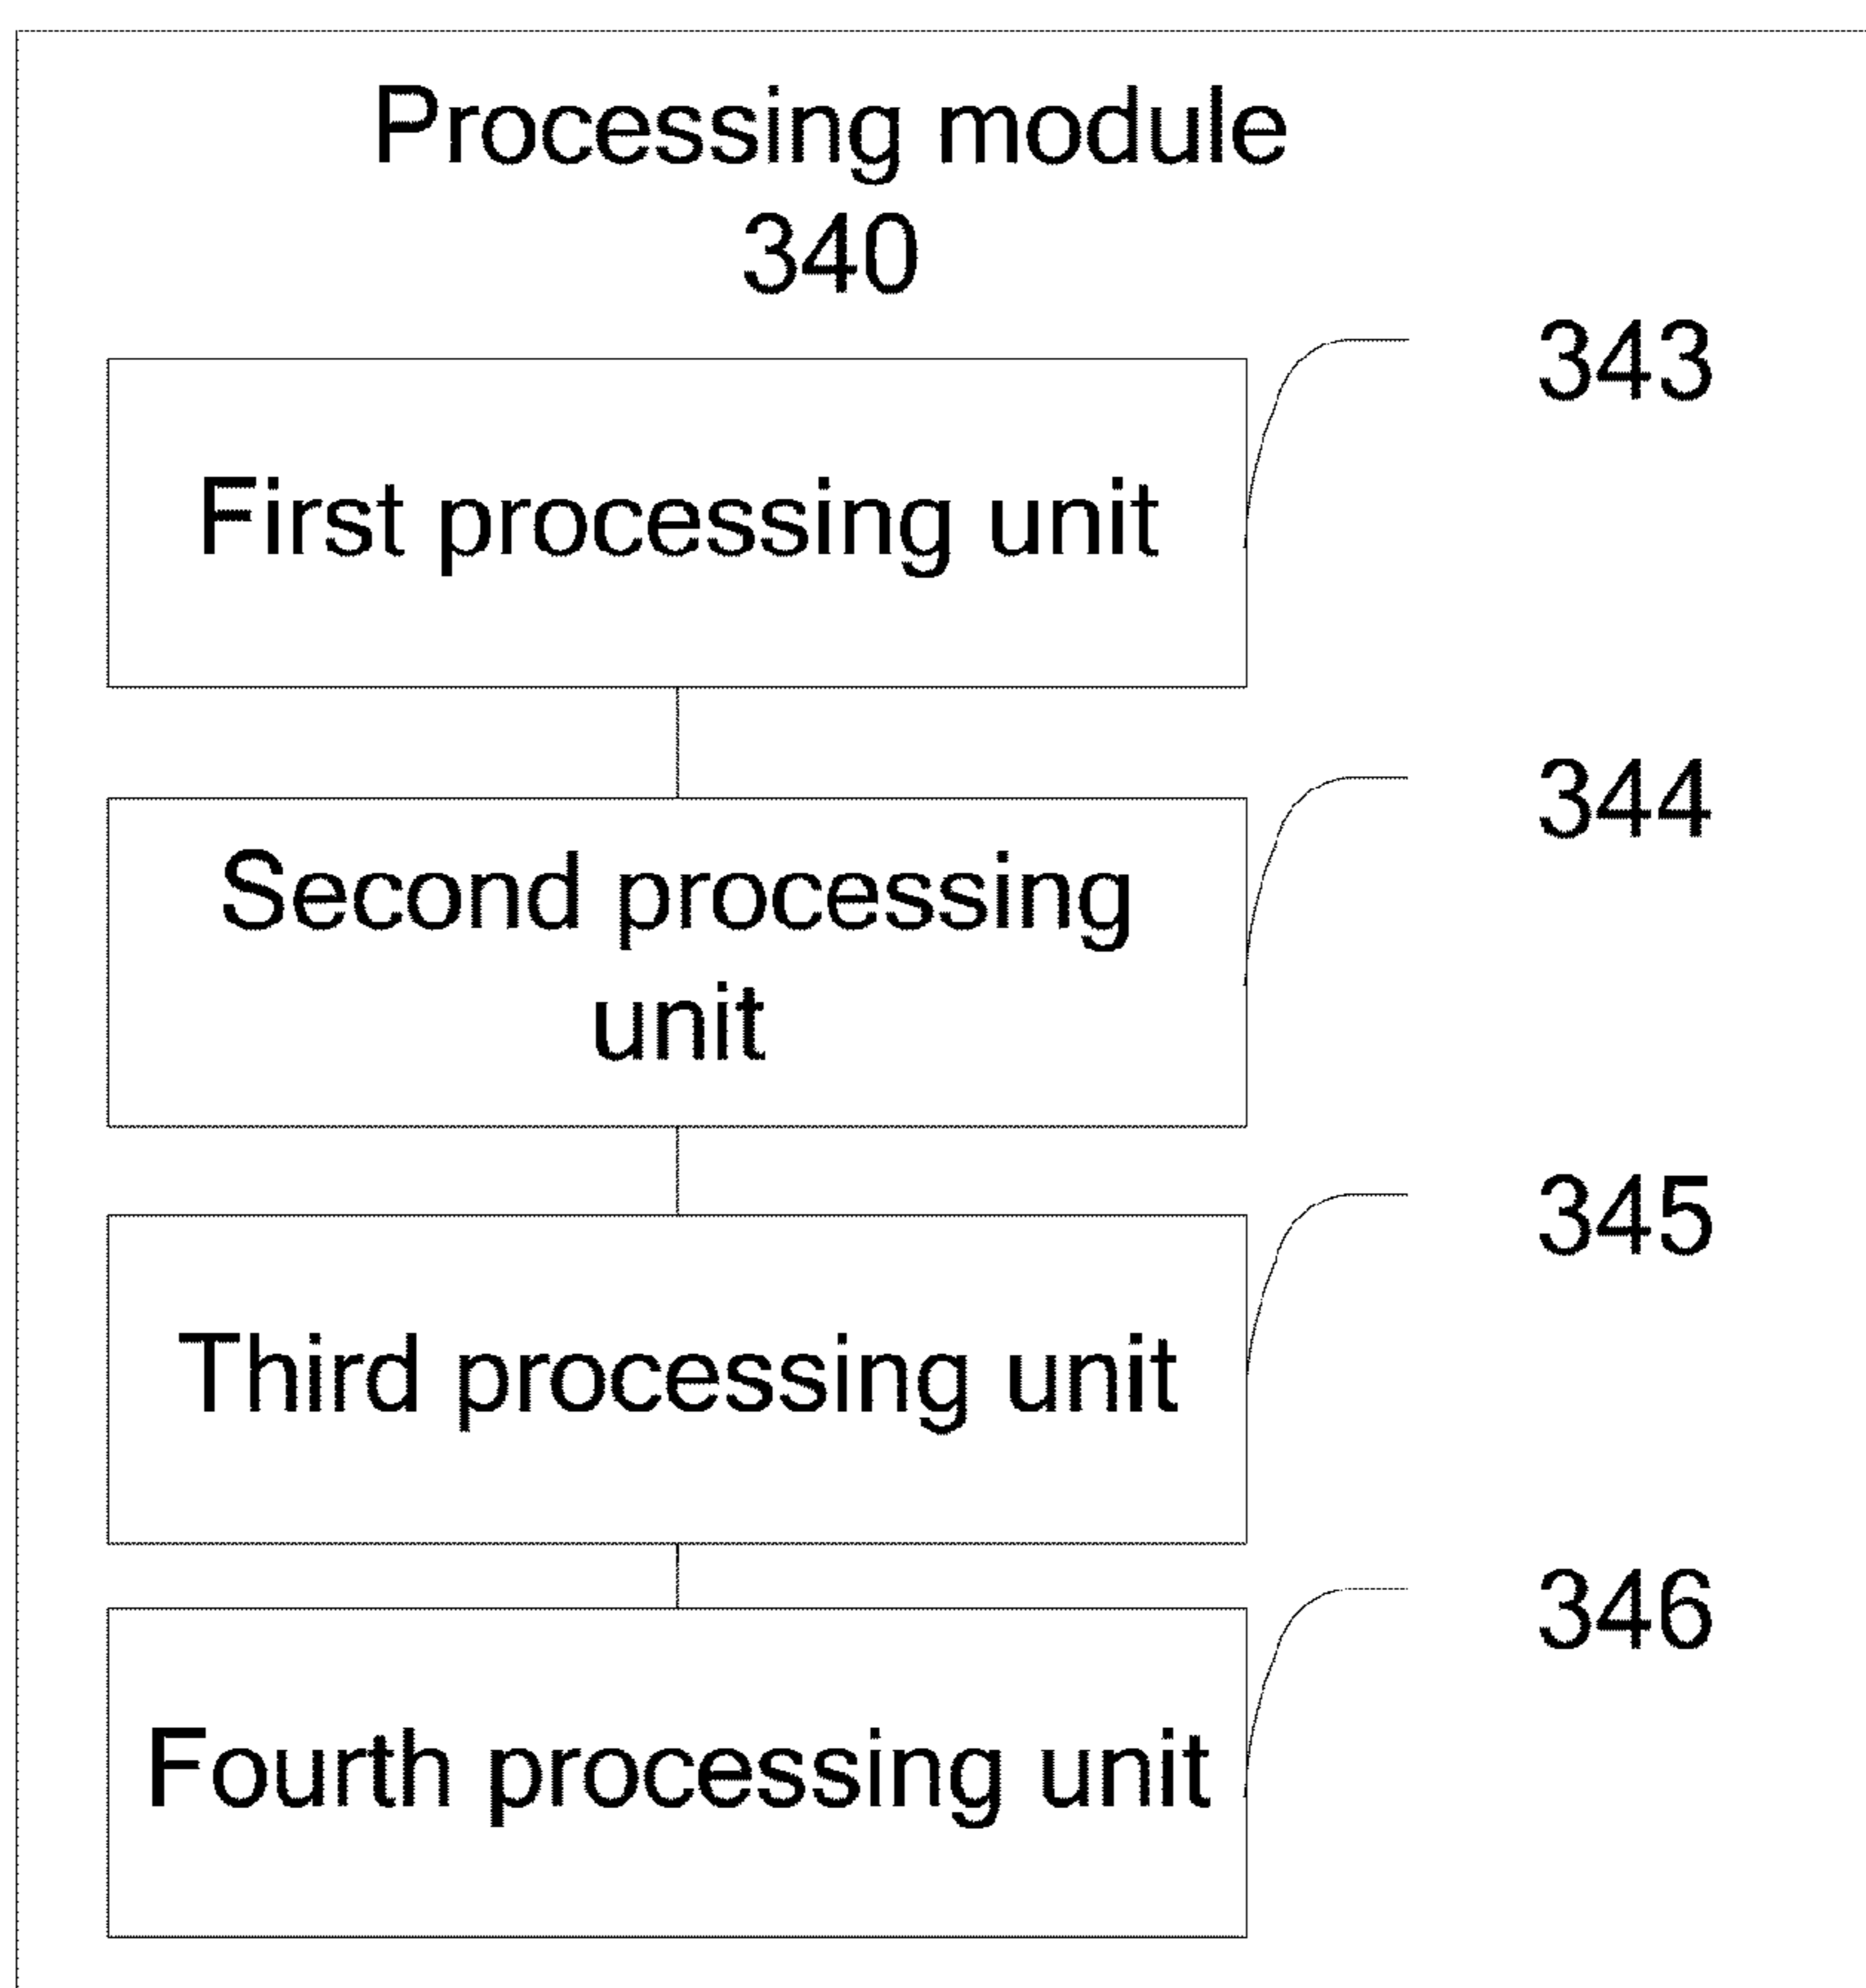 Processing module
340
343
First processing unit
344
Second processing
unit
345
Third processing unit
346
Fourth processing unit